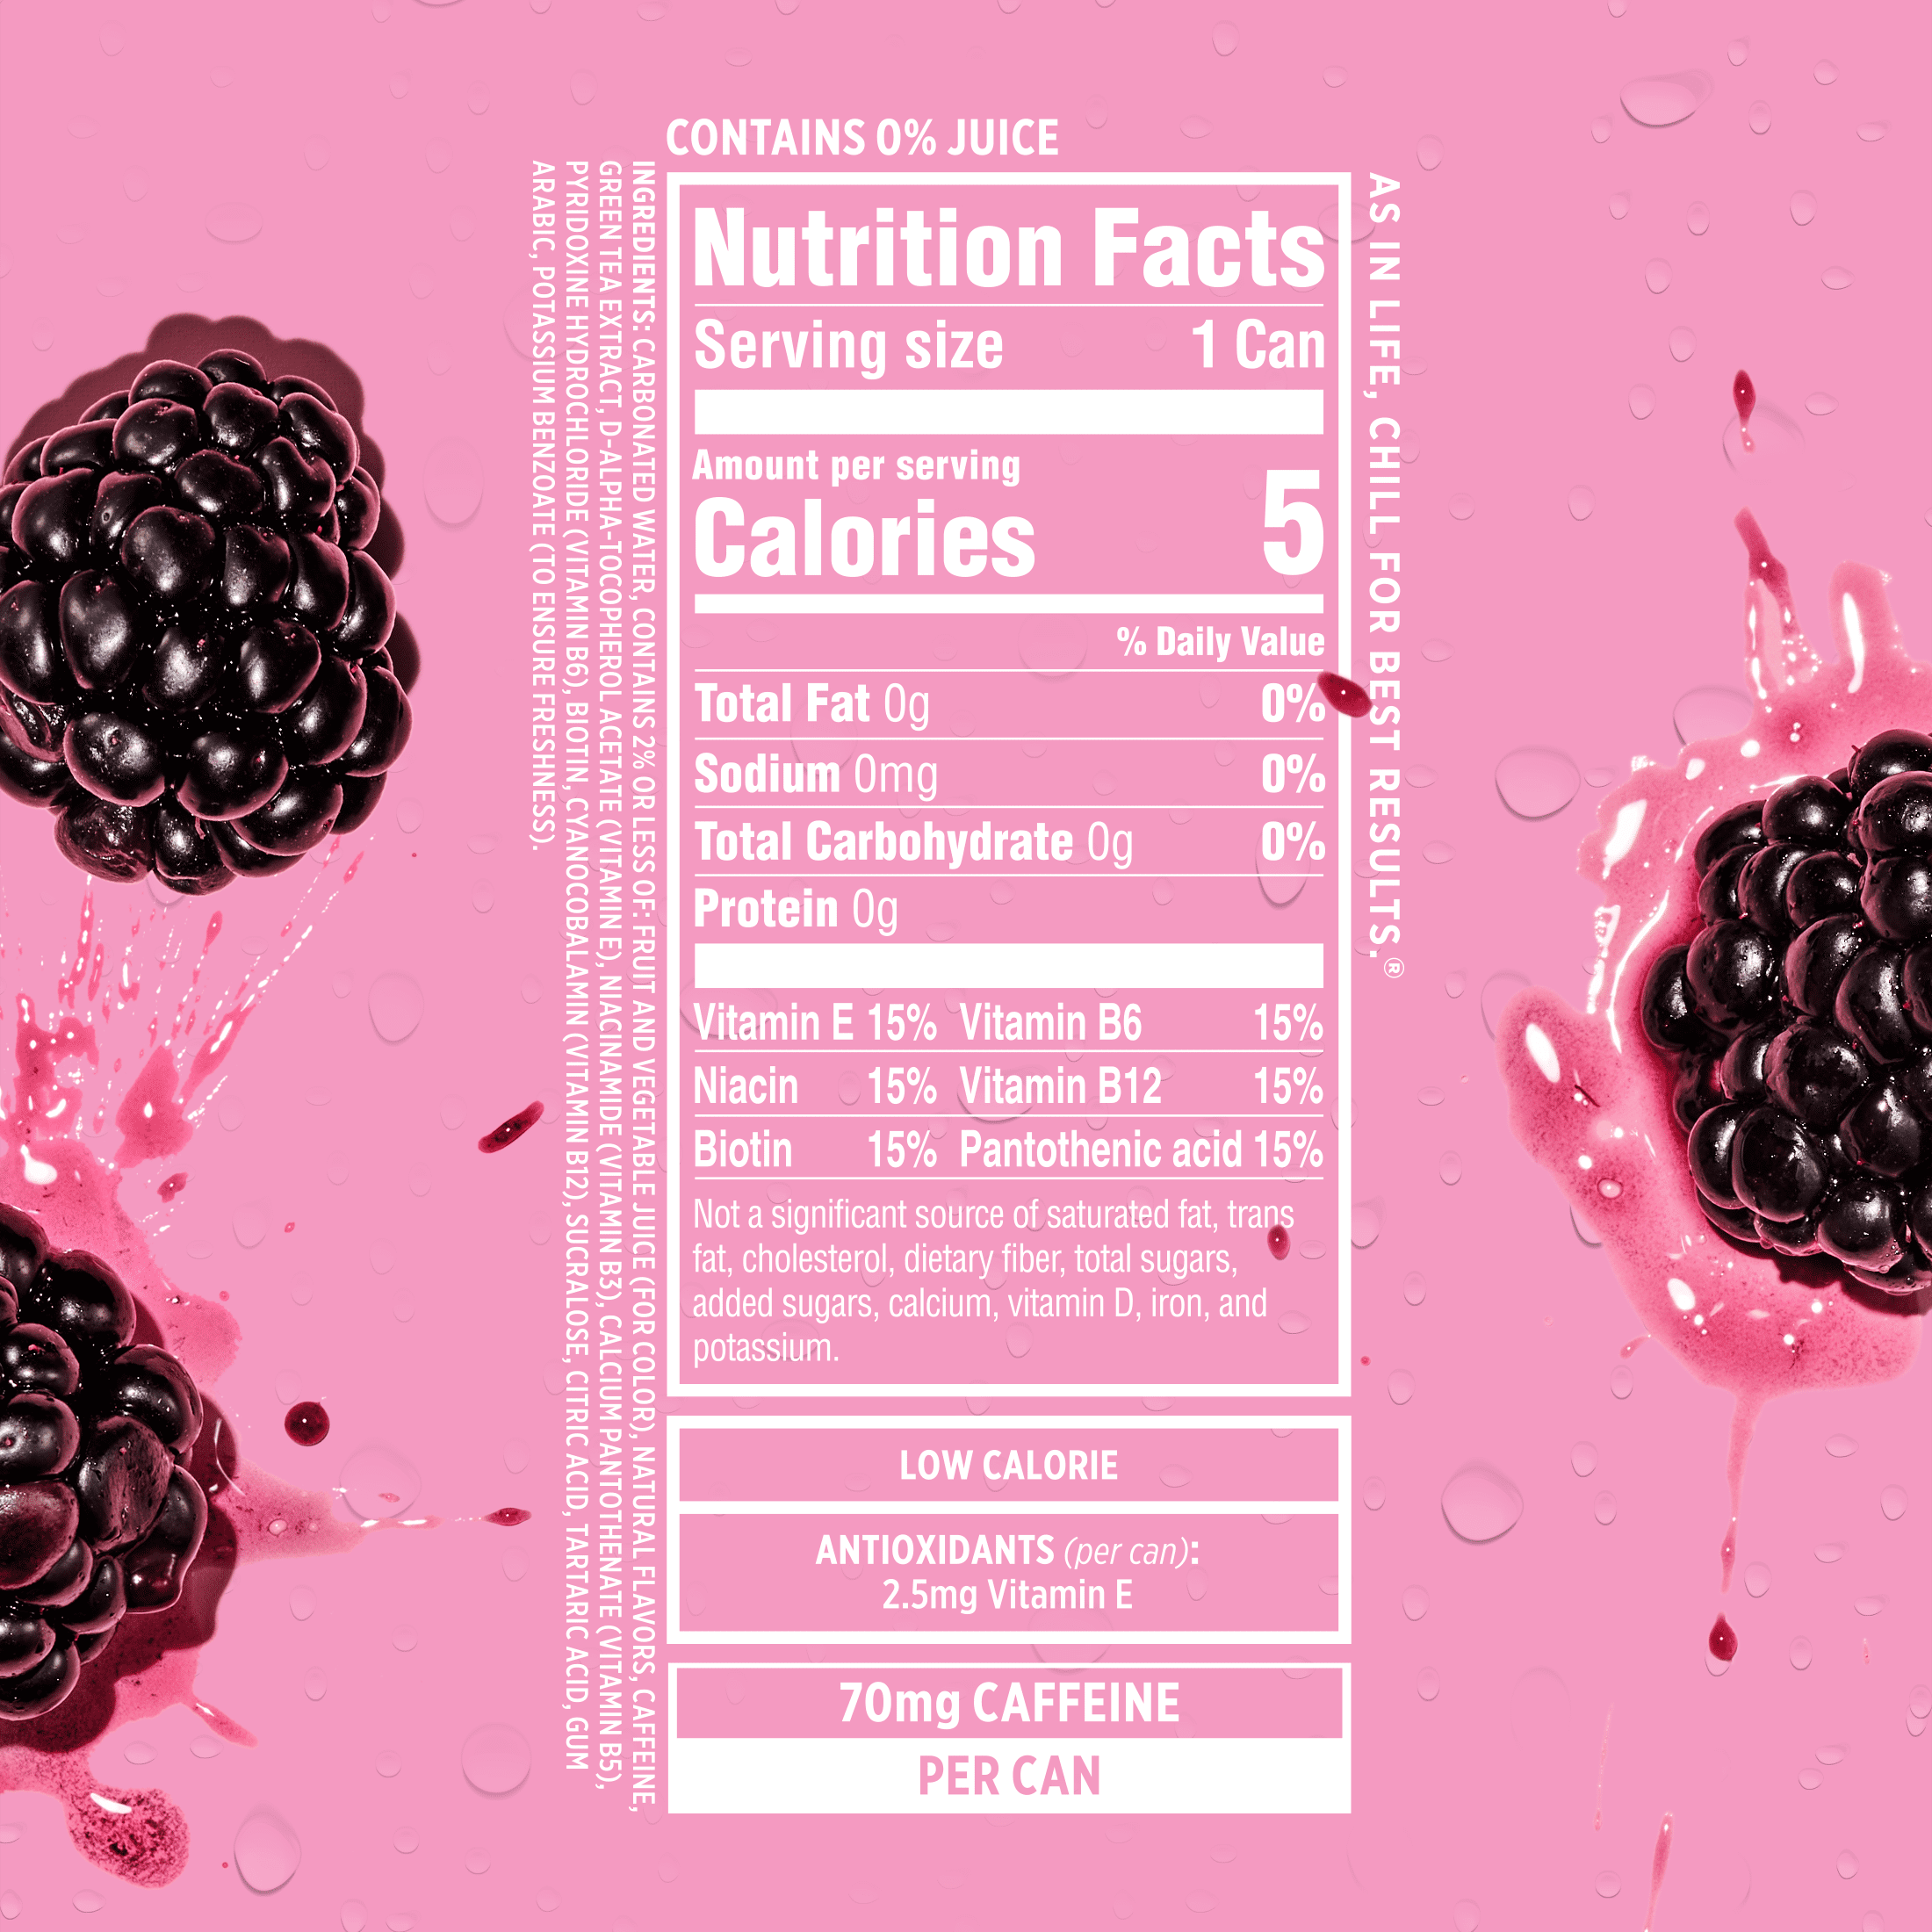 CONTAINS 0% JUICE
INGREDIENTS: CARBONATED WATER, CONTAINS 2% OR LESS OF: FRUIT AND VEGETABLE JUICE (FOR COLOR), NATURAL FLAVORS, CAFFEINE,
GREEN TEA EXTRACT, D-ALPHA-TOCOPHEROL ACETATE (VITAMIN E), NIACINAMIDE (VITAMIN B3), CALCIUM PANTOTHENATE (VITAMIN B5),
PYRIDOXINE HYDROCHLORIDE (VITAMIN B6), BIOTIN, CYANOCOBALAMIN (VITAMIN B12), SUCRALOSE, CITRIC ACID, TARTARIC ACID, GUM
ARABIC, POTASSIUM BENZOATE (TO ENSURE FRESHNESS).
Nutrition Facts
Serving size 1 Can
Amount per serving
Calories 5
% Daily Value
Total Fat 0g 0%
Sodium 0mg 0%
Total Carbohydrate 0g 0%
Protein 0g
Vitamin E 15% Vitamin B6 15%
Niacin 15% Vitamin B12 15%
Biotin 15% Pantothenic acid 15%
Not a significant source of saturated fat, trans
fat, cholesterol, dietary fiber, total sugars,
added sugars, calcium, vitamin D, iron, and
potassium.
LOW CALORIE
ANTIOXIDANTS (per can):
2.5mg Vitamin E
70mg CAFFEINE
PER CAN
AS IN LIFE, CHILL FOR BEST RESULTS.®